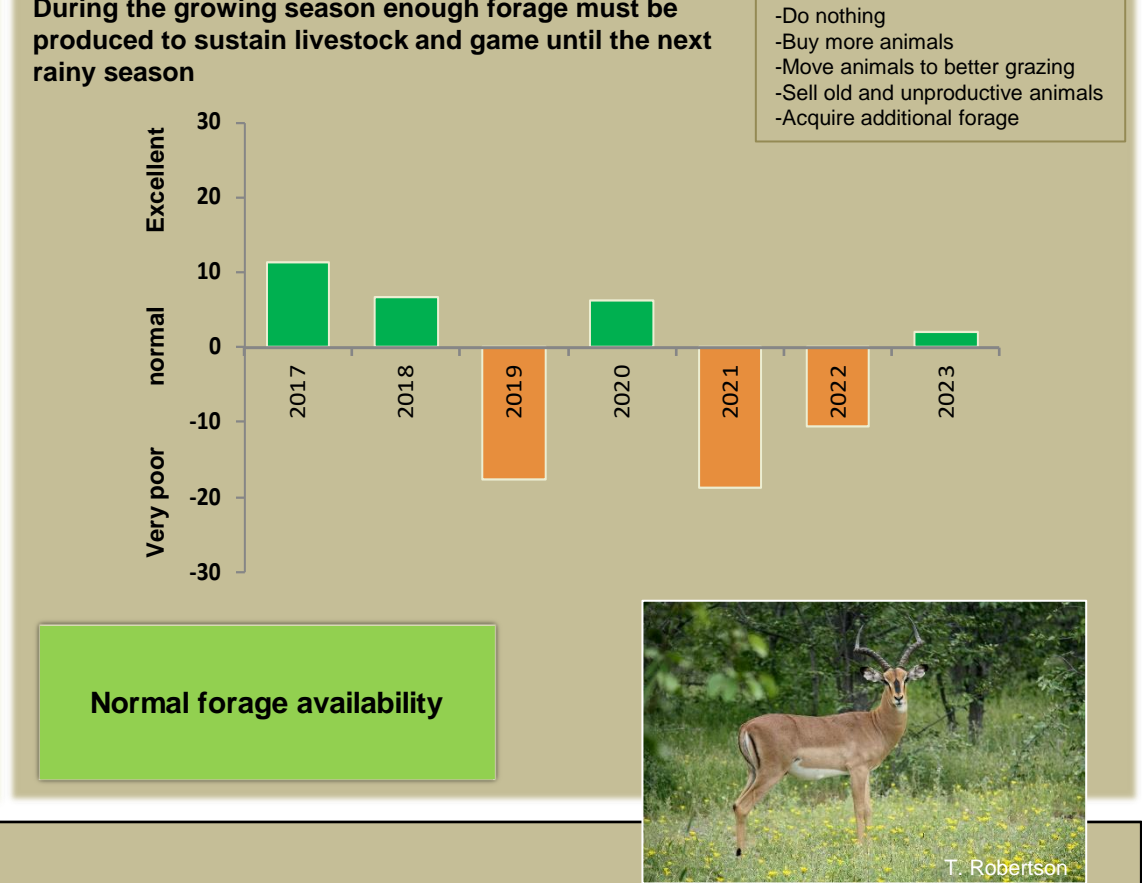 During the growing season enough forage must be
produced to sustain livestock and game until the next
rainy season
-Do nothing
-Buy more animals
-Move animals to better grazing
-Sell old and unproductive animals
-Acquire additional forage
Excellent
normal
Very poor
30
20
10
0
-10
-20
-30
2017
2018
2019
2020
2021
2022
2023
Normal forage availability
T. Robertson